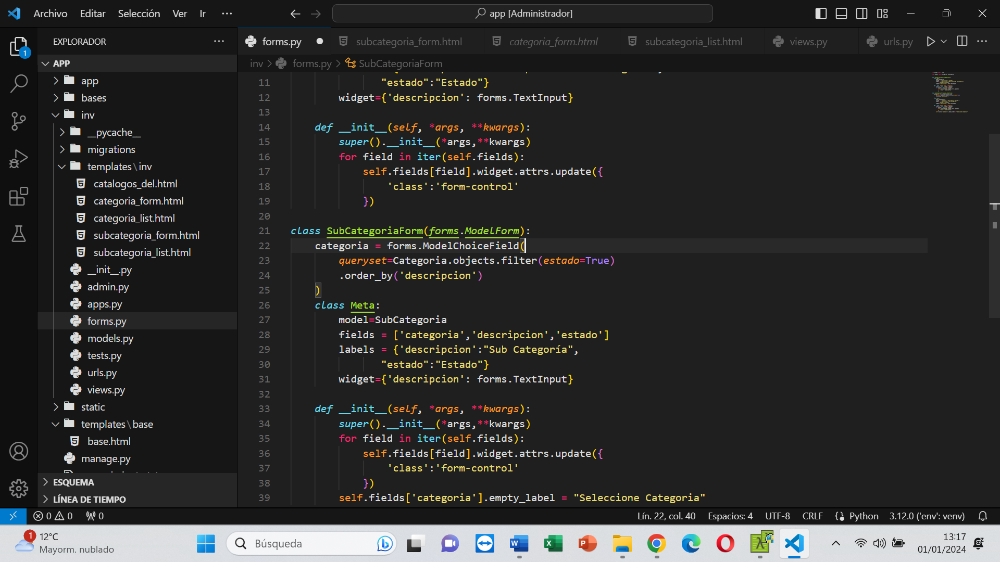 Archivo Editar Selección Ver Ir ···
app [Administrador]
EXPLORADOR
APP
app
bases
inv
__pycache__
migrations
templates\inv
catalogos_del.html
categoria_form.html
categoria_list.html
subcategoria_form.html
subcategoria_list.html
__init__.py
admin.py
apps.py
forms.py
models.py
tests.py
urls.py
views.py
static
templates\base
base.html
manage.py
ESQUEMA
LÍNEA DE TIEMPO
1
forms.py subcategoria_form.html categoria_form.html subcategoria_list.html views.py urls.py
inv > forms.py > SubCategoriaForm
11 "estado":"Estado"}
12 widget={'descripcion': forms.TextInput}
13
14 def __init__(self, *args, **kwargs):
15 super().__init__(*args,**kwargs)
16 for field in iter(self.fields):
17 self.fields[field].widget.attrs.update({
18 'class':'form-control'
19 })
20
21 class SubCategoriaForm(forms.ModelForm):
22 categoria = forms.ModelChoiceField(
23 queryset=Categoria.objects.filter(estado=True)
24 .order_by('descripcion')
25 )
26 class Meta:
27 model=SubCategoria
28 fields = ['categoria','descripcion','estado']
29 labels = {'descripcion':"Sub Categoría",
30 "estado":"Estado"}
31 widget={'descripcion': forms.TextInput}
32
33 def __init__(self, *args, **kwargs):
34 super().__init__(*args,**kwargs)
35 for field in iter(self.fields):
36 self.fields[field].widget.attrs.update({
37 'class':'form-control'
38 })
39 self.fields['categoria'].empty_label = "Seleccione Categoria"
0 0 0
Lín. 22, col. 40 Espacios: 4 UTF-8 CRLF Python 3.12.0 ('env': venv)
1
12°C
Mayorm. nublado
Búsqueda
13:17
01/01/2024